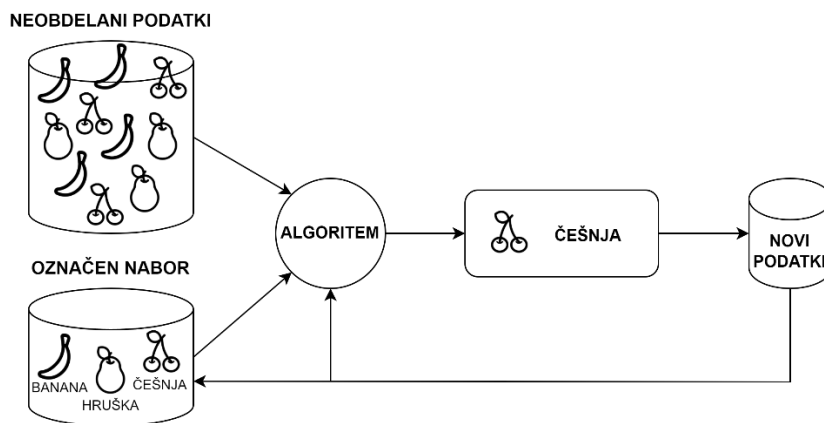 NEOBDELANI PODATKI
ALGORITEM
ČEŠNJA
NOVI
PODATKI
OZNAČEN NABOR
BANANA
ČEŠNJA
HRUŠKA